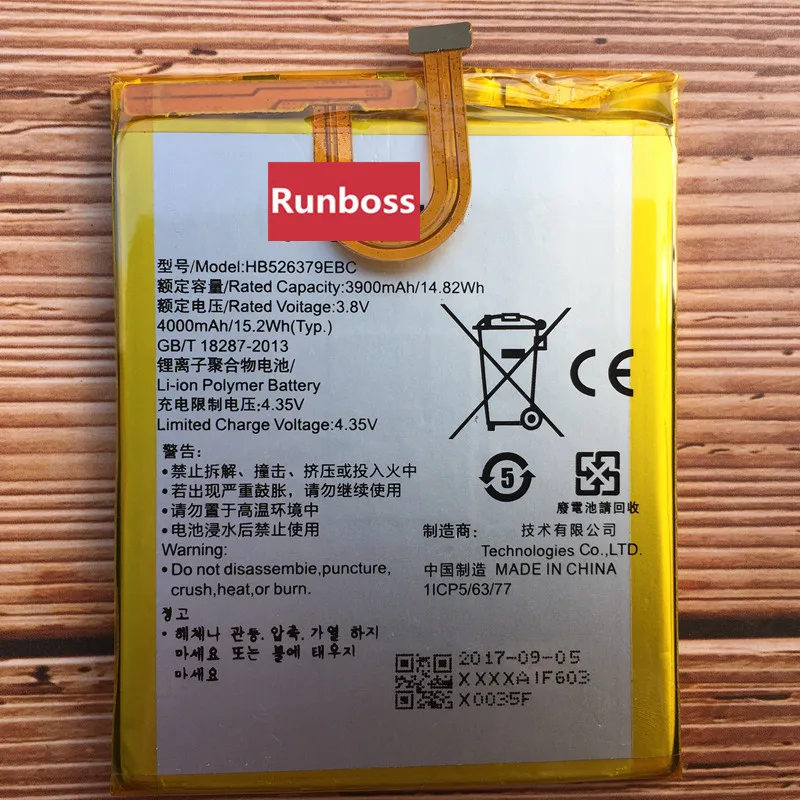 Runboss
型号/Model:HB526379EBC
额定容量/Rated Capacity:3900mAh/14.82Wh
额定电压/Rated Voltage:3.8V
4000mAh/15.2Wh(Typ.)
GB/T 18287-2013
锂离子聚合物电池/
Li-ion Polymer Battery
充电限制电压:4.35V
Limited Charge Voltage:4.35V
CE
警告:
•禁止拆解、撞击、挤压或投入火中
•若出现严重鼓胀，请勿继续使用
•请勿置于高温环境中
•电池浸水后禁止使用
5
廢電池請回收
制造商: 技术有限公司
Technologies Co.,LTD.
中国制造 MADE IN CHINA
1ICP5/63/77
Warning:
•Do not disassembie,puncture,
crush,heat,or burn.
경고
•해체나 관통,압축,가열 하지
마세요 또는 불에 태우지
마세요
2017-09-05
XXXXAIF603
X0035F